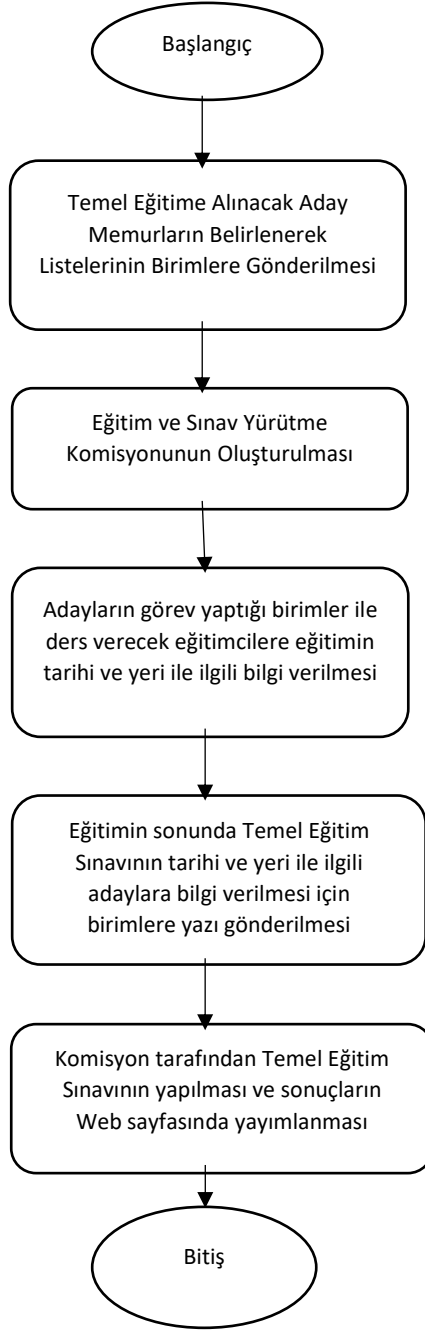 Başlangıç
Temel Eğitime Alınacak Aday
Memurların Belirlenerek
Listelerinin Birimlere Gönderilmesi
Eğitim ve Sınav Yürütme
Komisyonunun Oluşturulması
Adayların görev yaptığı birimler ile
ders verecek eğitimcilere eğitimin
tarihi ve yeri ile ilgili bilgi verilmesi
Eğitimin sonunda Temel Eğitim
Sınavının tarihi ve yeri ile ilgili
adaylara bilgi verilmesi için
birimlere yazı gönderilmesi
Komisyon tarafından Temel Eğitim
Sınavının yapılması ve sonuçların
Web sayfasında yayımlanması
Bitiş